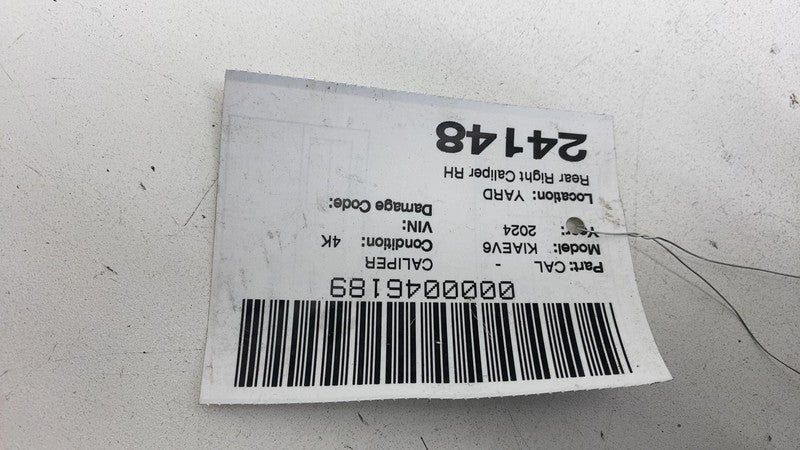 0000046189
Part: CAL - CALIPER
Model: KIAEV6 Condition: 4K
Year: 2024 VIN:
Damage Code:
Location: YARD
Rear Right Caliper RH
24148